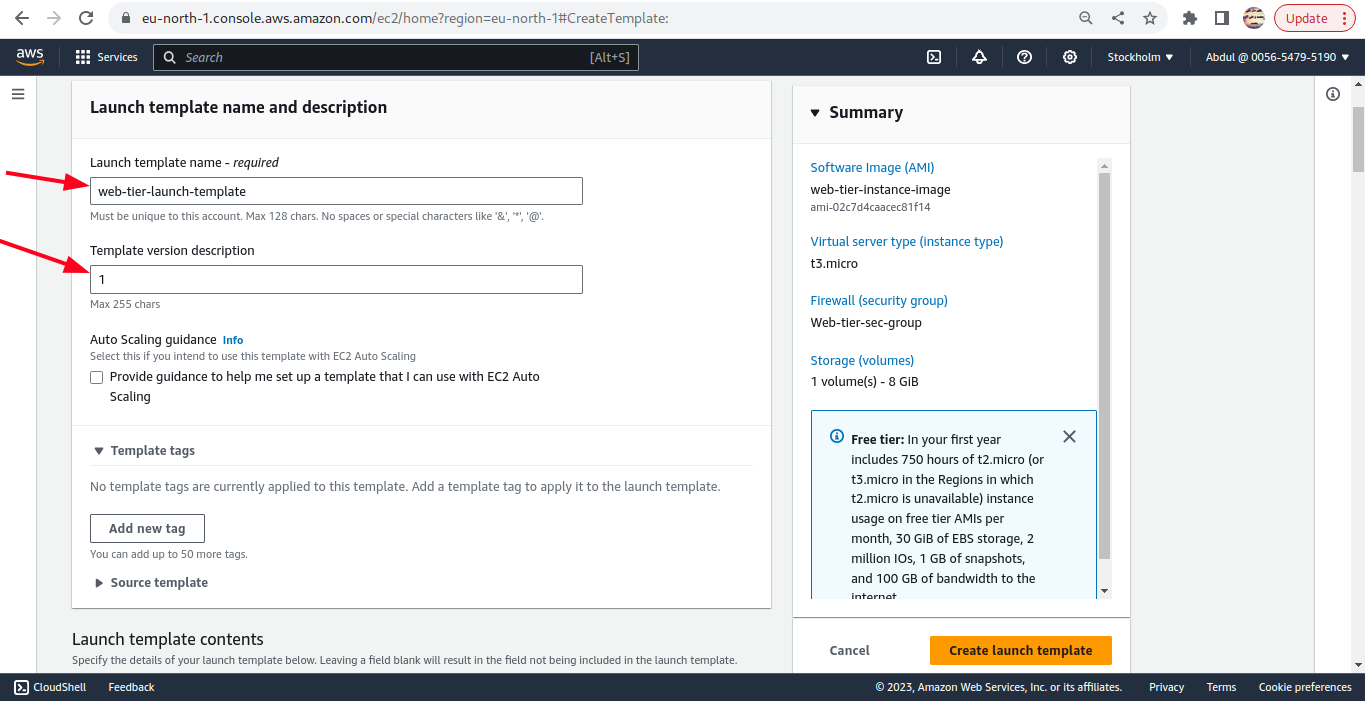 eu-north-1.console.aws.amazon.com/ec2/home?region=eu-north-1#CreateTemplate:
Update
aws
Services
Search
[Alt+S]
Stockholm
Abdul @ 0056-5479-5190
Launch template name and description
Launch template name - required
web-tier-launch-template
Must be unique to this account. Max 128 chars. No spaces or special characters like '&', '*', '@'.
Template version description
1
Max 255 chars
Auto Scaling guidance Info
Select this if you intend to use this template with EC2 Auto Scaling
Provide guidance to help me set up a template that I can use with EC2 Auto
Scaling
Template tags
No template tags are currently applied to this template. Add a template tag to apply it to the launch template.
Add new tag
You can add up to 50 more tags.
Source template
Launch template contents
Specify the details of your launch template below. Leaving a field blank will result in the field not being included in the launch template.
Summary
Software Image (AMI)
web-tier-instance-image
ami-02c7d4caacec81f14
Virtual server type (instance type)
t3.micro
Firewall (security group)
Web-tier-sec-group
Storage (volumes)
1 volume(s) - 8 GiB
Free tier: In your first year
includes 750 hours of t2.micro (or
t3.micro in the Regions in which
t2.micro is unavailable) instance
usage on free tier AMIs per
month, 30 GiB of EBS storage, 2
million IOs, 1 GB of snapshots,
and 100 GB of bandwidth to the
internet.
Cancel
Create launch template
CloudShell
Feedback
© 2023, Amazon Web Services, Inc. or its affiliates.
Privacy
Terms
Cookie preferences